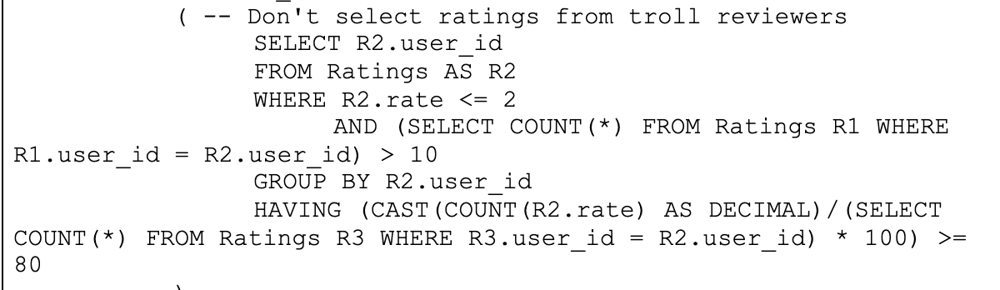 ( -- Don't select ratings from troll reviewers
SELECT R2.user_id
FROM Ratings AS R2
WHERE R2.rate <= 2
AND (SELECT COUNT(*) FROM Ratings R1 WHERE
R1.user_id = R2.user_id) > 10
GROUP BY R2.user_id
HAVING (CAST(COUNT(R2.rate) AS DECIMAL)/(SELECT
COUNT(*) FROM Ratings R3 WHERE R3.user_id = R2.user_id) * 100) >=
80
)